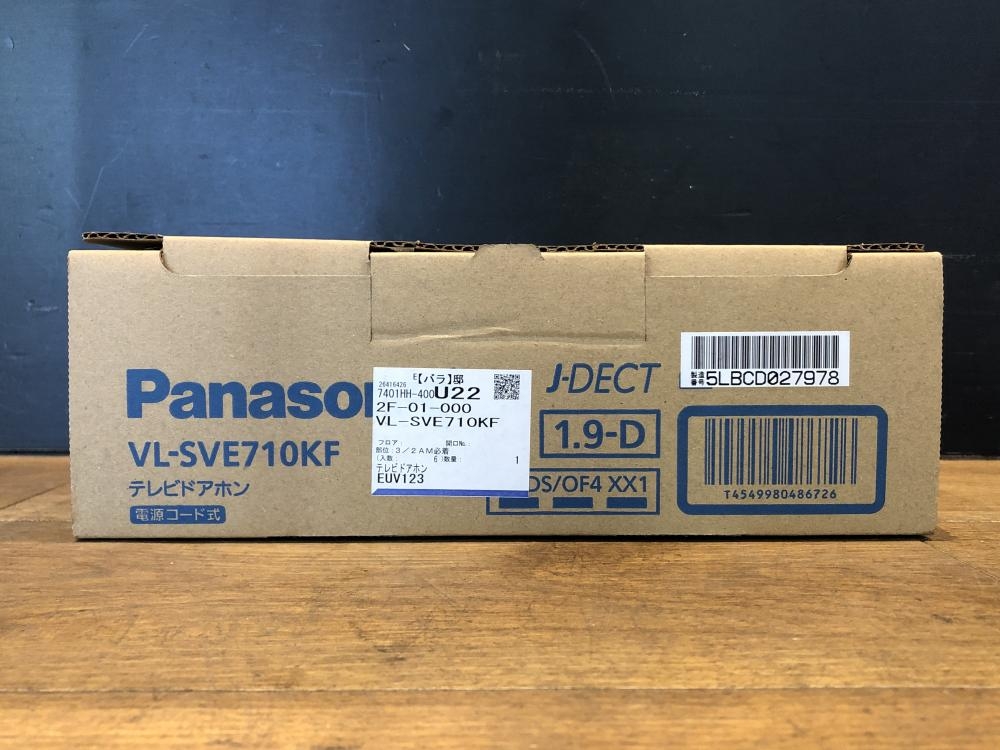 Panaso
VL-SVE710KF
テレビドアホン
電源コード式
E【バラ】邸
26416426
7401HH-400U22
2F-01-000
VL-SVE710KF
フロア: 開口No.:
部位:3/2AM必着
(入数: 6)数量: 1
テレビドアホン
EUV123
J-DECT
1.9-D
DS/OF4 XX1
製造番号 5LBCD027978
T4549980486726